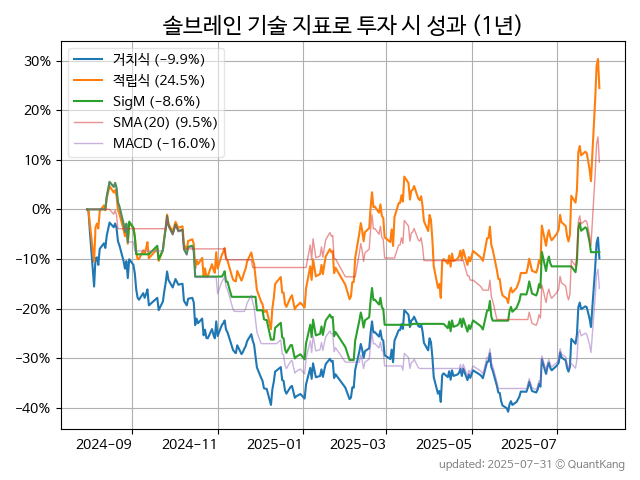 솔브레인 기술 지표로 투자 시 성과 (1년)
거치식 (−9.9%)
적립식 (24.5%)
SigM (−8.6%)
SMA(20) (9.5%)
MACD (−16.0%)
30%
20%
10%
0%
−10%
−20%
−30%
−40%
2024−09 2024−11 2025−01 2025−03 2025−05 2025−07
updated: 2025-07-31 © QuantKang